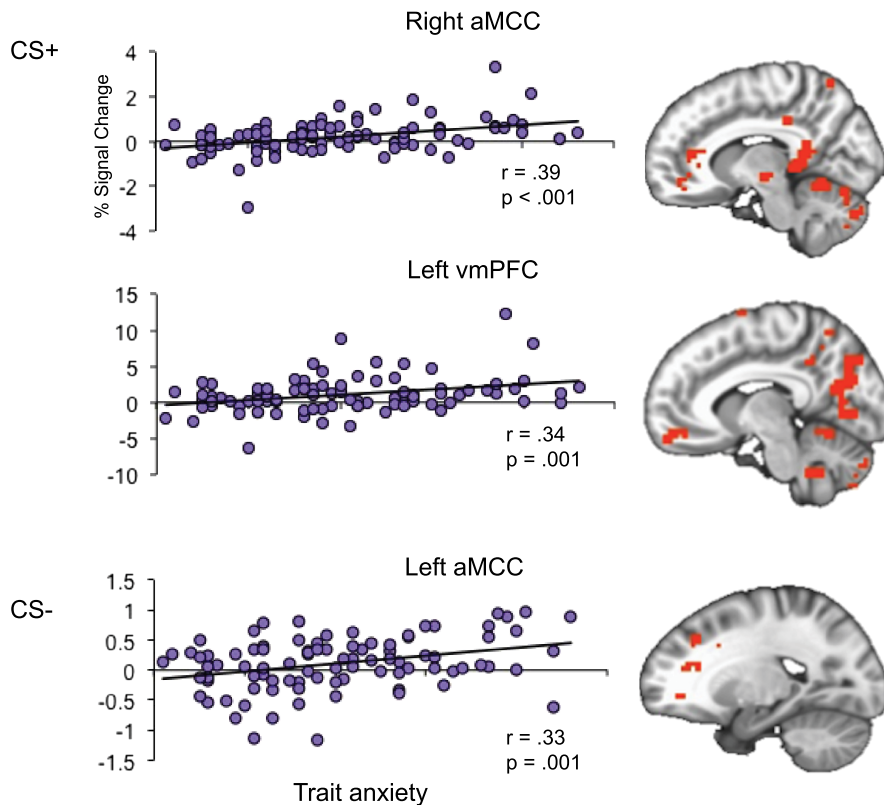 Right aMCC
CS+
% Signal Change
4
2
0
-2
-4
r = .39
p < .001
Left vmPFC
15
10
5
0
-5
-10
r = .34
p = .001
Left aMCC
CS-
1.5
1
0.5
0
-0.5
-1
-1.5
r = .33
p = .001
Trait anxiety